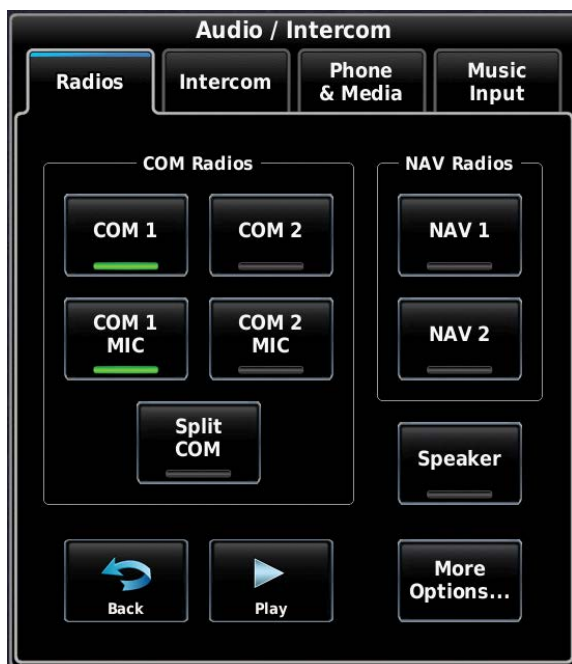 Audio / Intercom
Radios
Intercom
Phone
& Media
Music
Input
COM Radios
NAV Radios
COM 1
COM 2
NAV 1
COM 1
MIC
COM 2
MIC
NAV 2
Split
COM
Speaker
Back
Play
More
Options...